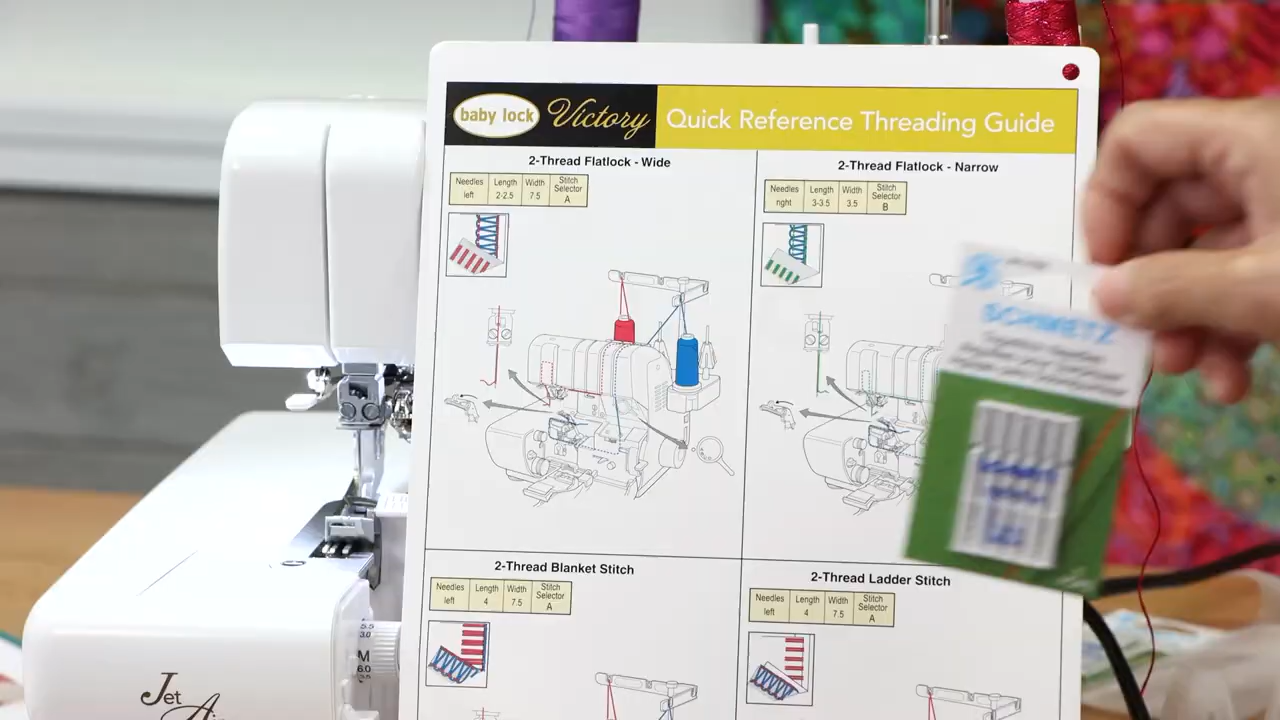 baby lock Victory Quick Reference Threading Guide
2-Thread Flatlock - Wide
Needles Length Width Stitch Selector
left 2-2.5 7.5 A
2-Thread Flatlock - Narrow
Needles Length Width Stitch Selector
right 3-3.5 3.5 B
SCHMETZ
2-Thread Blanket Stitch
Needles Length Width Stitch Selector
left 4 7.5 A
2-Thread Ladder Stitch
Needles Length Width Stitch Selector
left 4 7.5 A
M
6.0
Jet